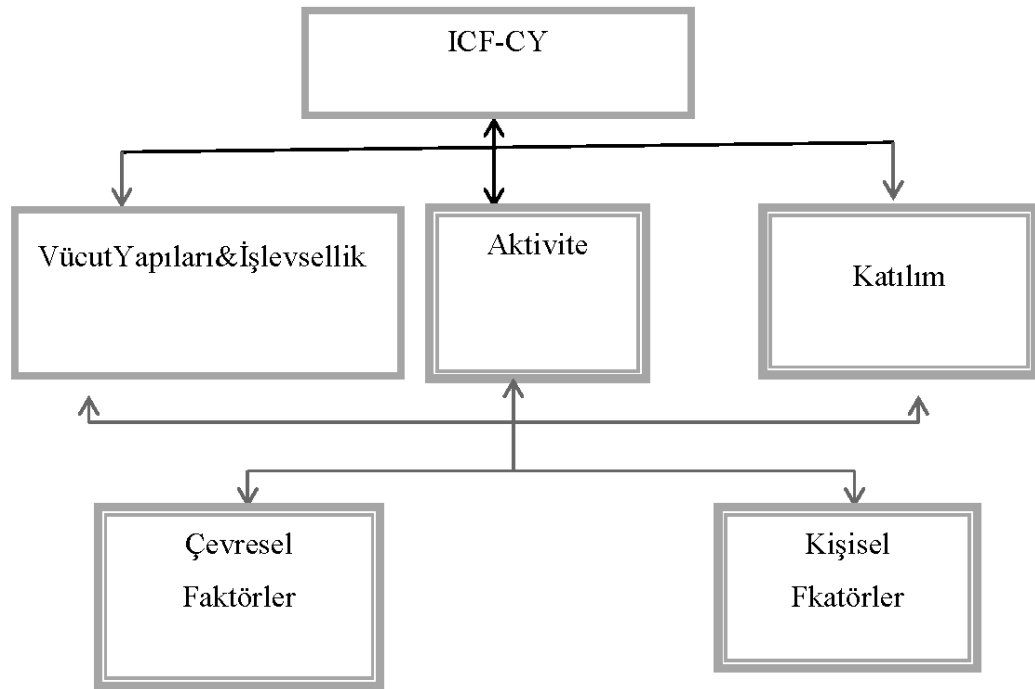 ICF-CY
VücutYapıları&İşlevsellik
Aktivite
Katılım
Çevresel
Faktörler
Kişisel
Fkatörler